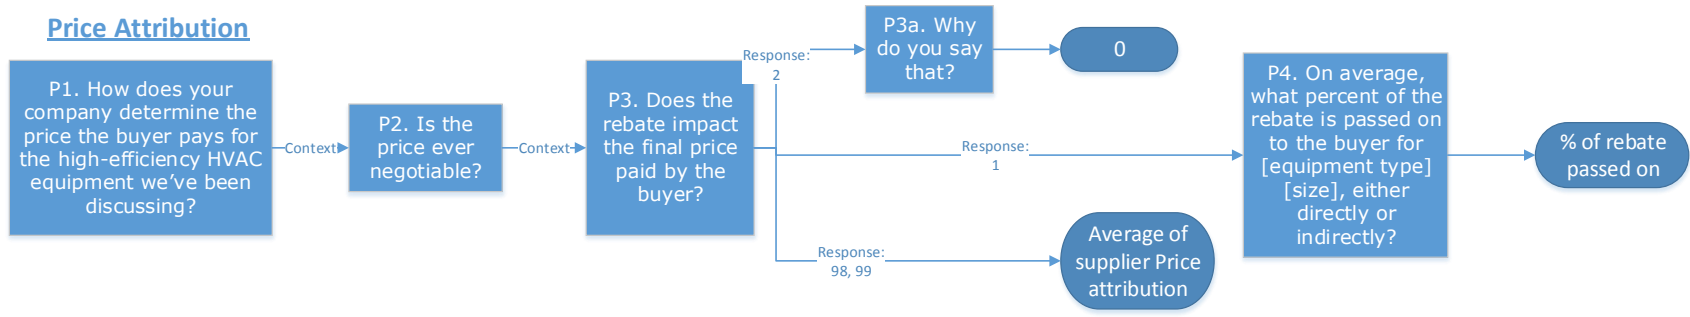 Price Attribution
P1. How does your
company determine the
price the buyer pays for
the high-efficiency HVAC
equipment we’ve been
discussing?
Context
P2. Is the
price ever
negotiable?
Context
P3. Does the
rebate impact
the final price
paid by the
buyer?
Response:
2
P3a. Why
do you say
that?
0
Response:
1
P4. On average,
what percent of the
rebate is passed on
to the buyer for
[equipment type]
[size], either
directly or
indirectly?
% of rebate
passed on
Response:
98, 99
Average of
supplier Price
attribution